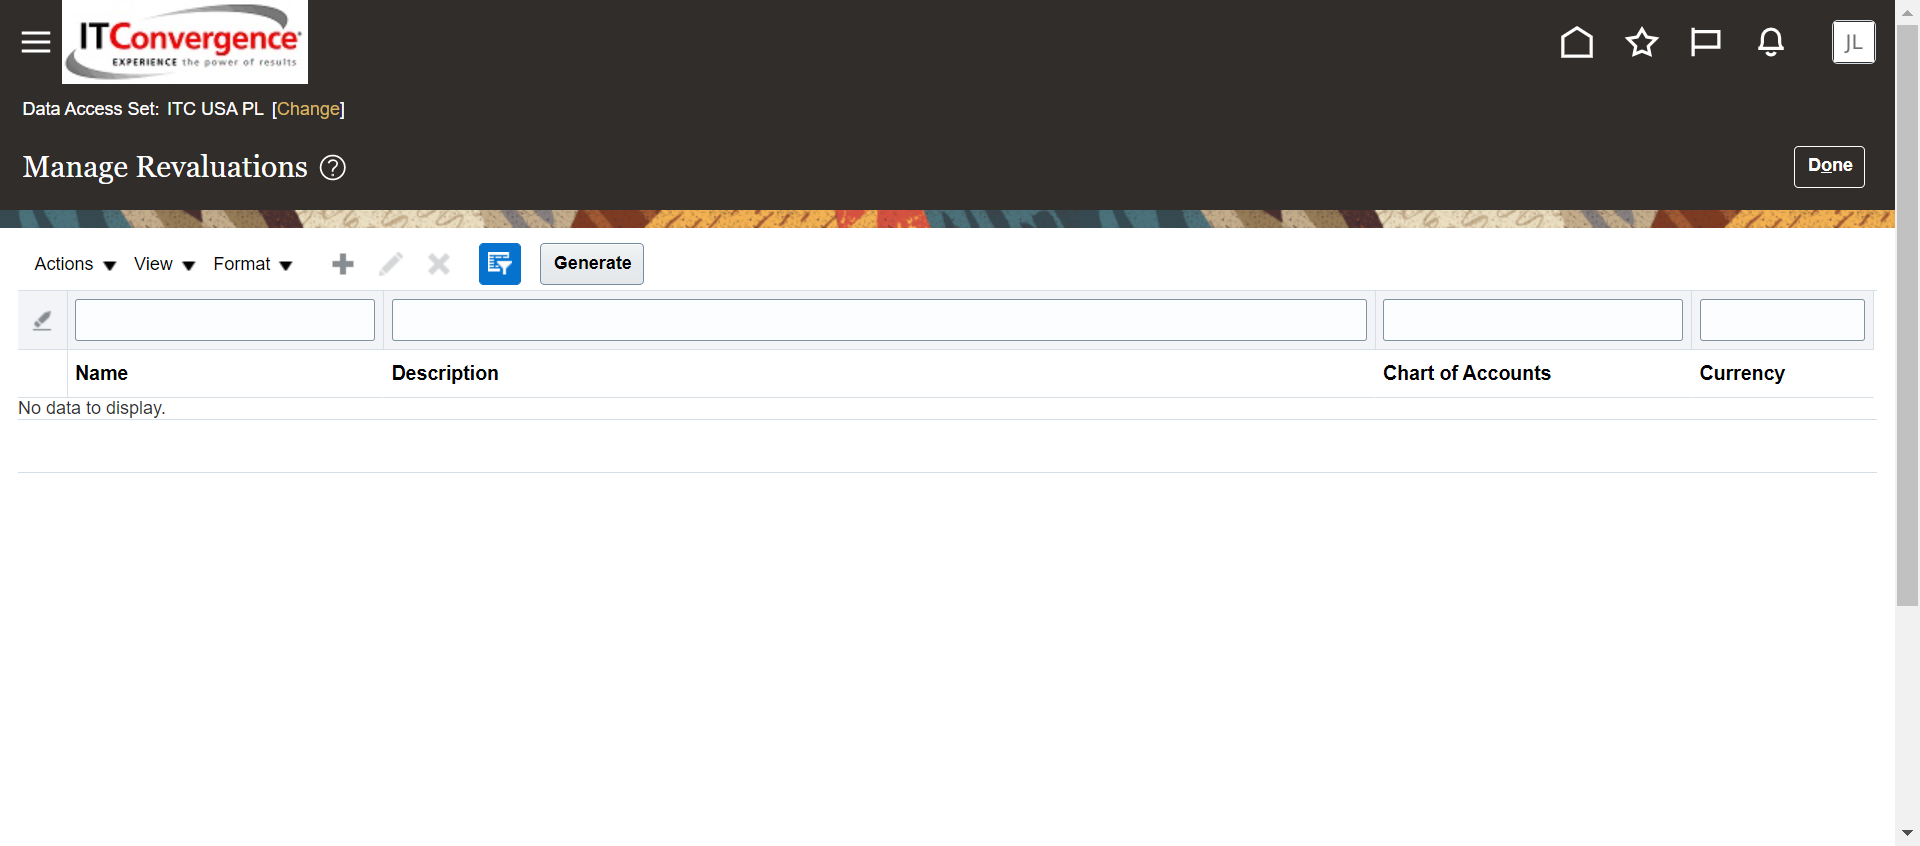 ITConvergence
EXPERIENCE the power of results
JL
Data Access Set: ITC USA PL [Change]
Manage Revaluations ?
Done
Actions View Format Generate
Name Description Chart of Accounts Currency
No data to display.